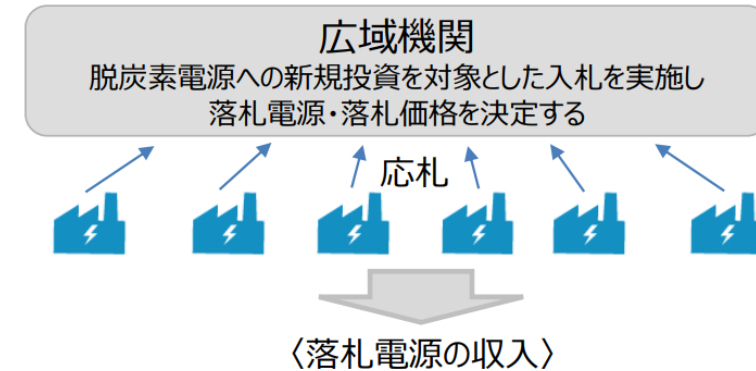 広域機関
脱炭素電源への新規投資を対象とした入札を実施し
落札電源・落札価格を決定する
応札
〈落札電源の収入〉